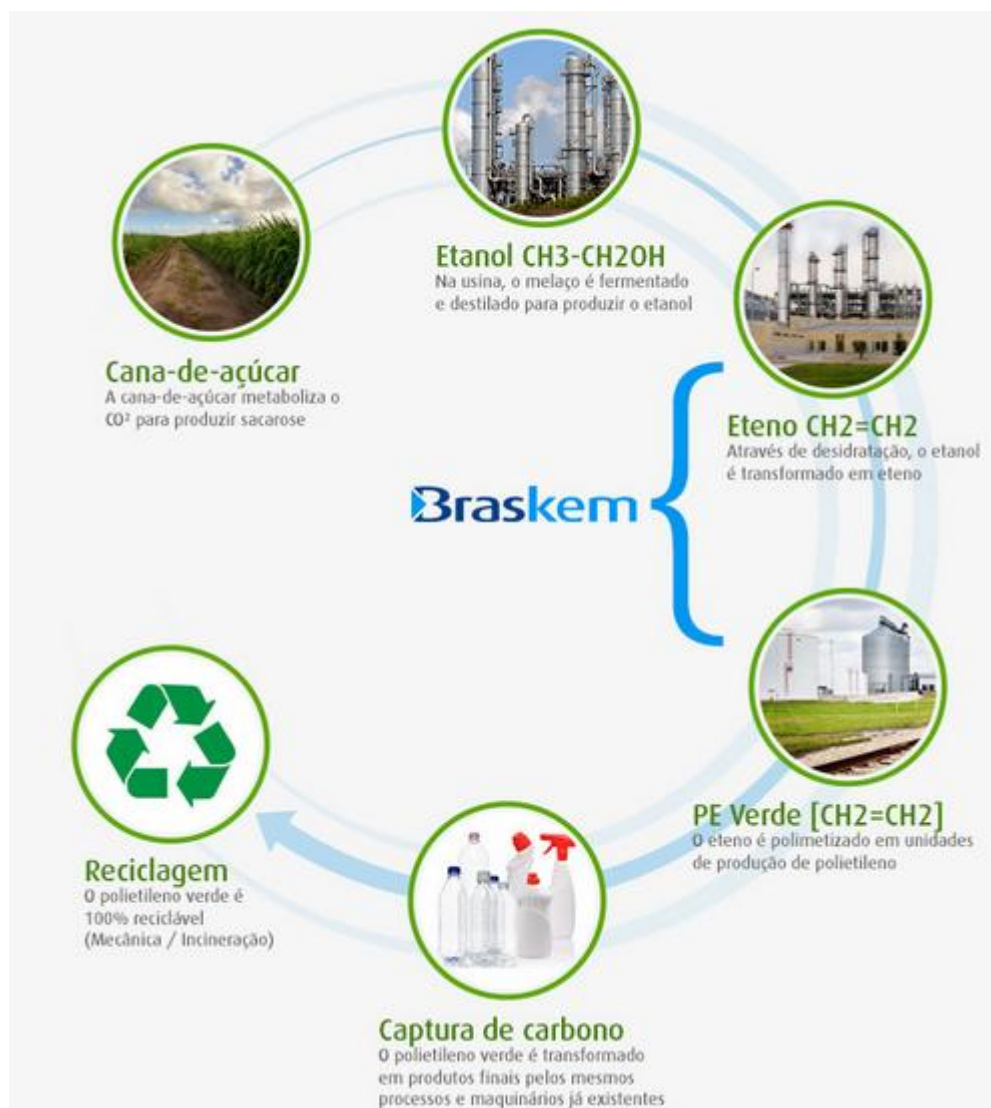 Etanol CH3-CH2OH
Na usina, o melaço é fermentado
e destilado para produzir o etanol
Cana-de-açúcar
A cana-de-açúcar metaboliza o
CO² para produzir sacarose
Eteno CH2=CH2
Através de desidratação, o etanol
é transformado em eteno
Braskem
PE Verde [CH2=CH2]
O eteno é polimetizado em unidades
de produção de polietileno
Reciclagem
O polietileno verde é
100% reciclável
(Mecânica / Incineração)
Captura de carbono
O polietileno verde é transformado
em produtos finais pelos mesmos
processos e maquinários já existentes